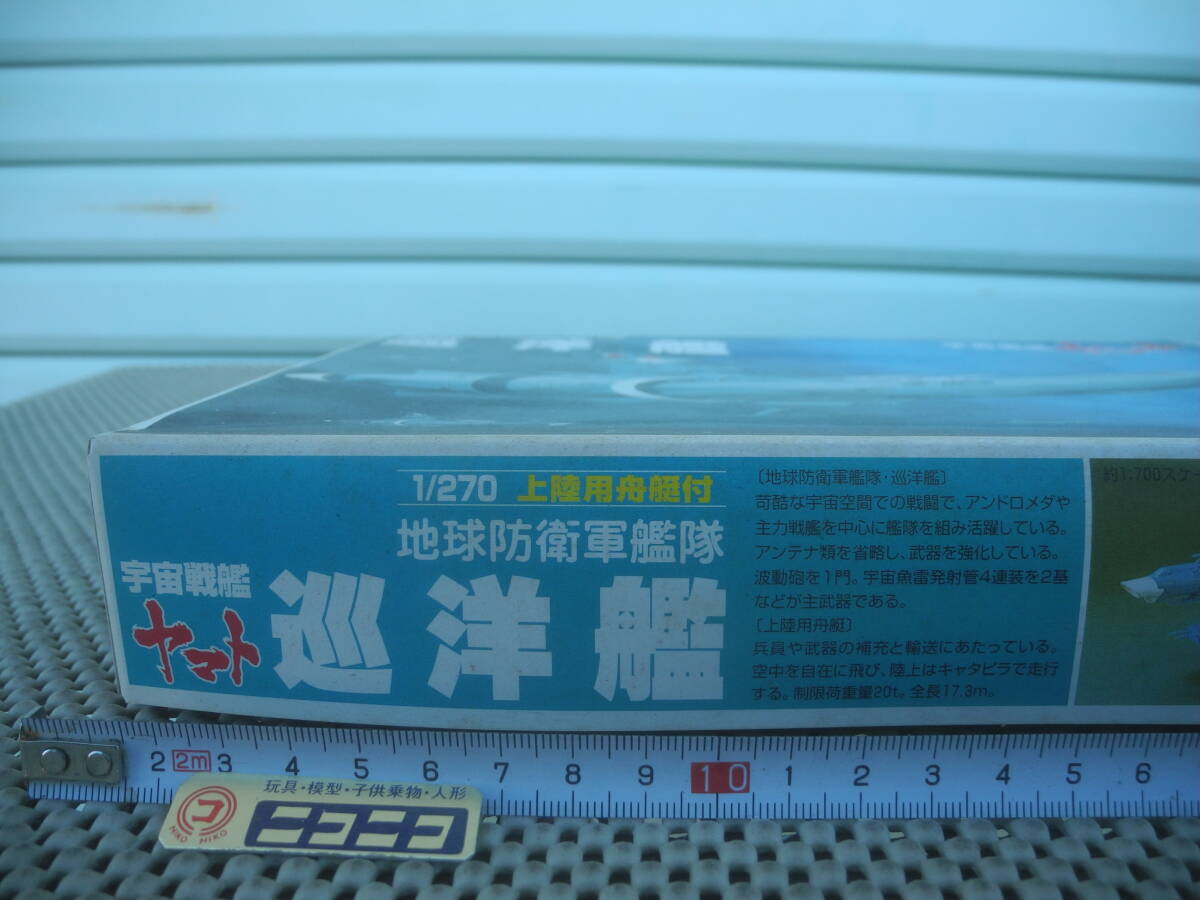 1/270 上陸用舟艇付
地球防衛軍艦隊
宇宙戦艦
ヤマト
巡洋艦
〔地球防衛軍艦隊・巡洋艦〕
苛酷な宇宙空間での戦闘で、アンドロメダや
主力戦艦を中心に艦隊を組み活躍している。
アンテナ類を省略し、武器を強化している。
波動砲を1門。宇宙魚雷発射管4連装を2基
などが主武器である。
〔上陸用舟艇〕
兵員や武器の補充と輸送にあたっている。
空中を自在に飛び、陸上はキャタピラで走行
する。制限荷重量20t。全長17.3m。
約1:700スケ
2 2m 3 4 5 6 7 8 9 10 1 2 3 4 5 6
玩具・模型・子供乗物・人形
ニコニコ
コ
NIKO NIKO